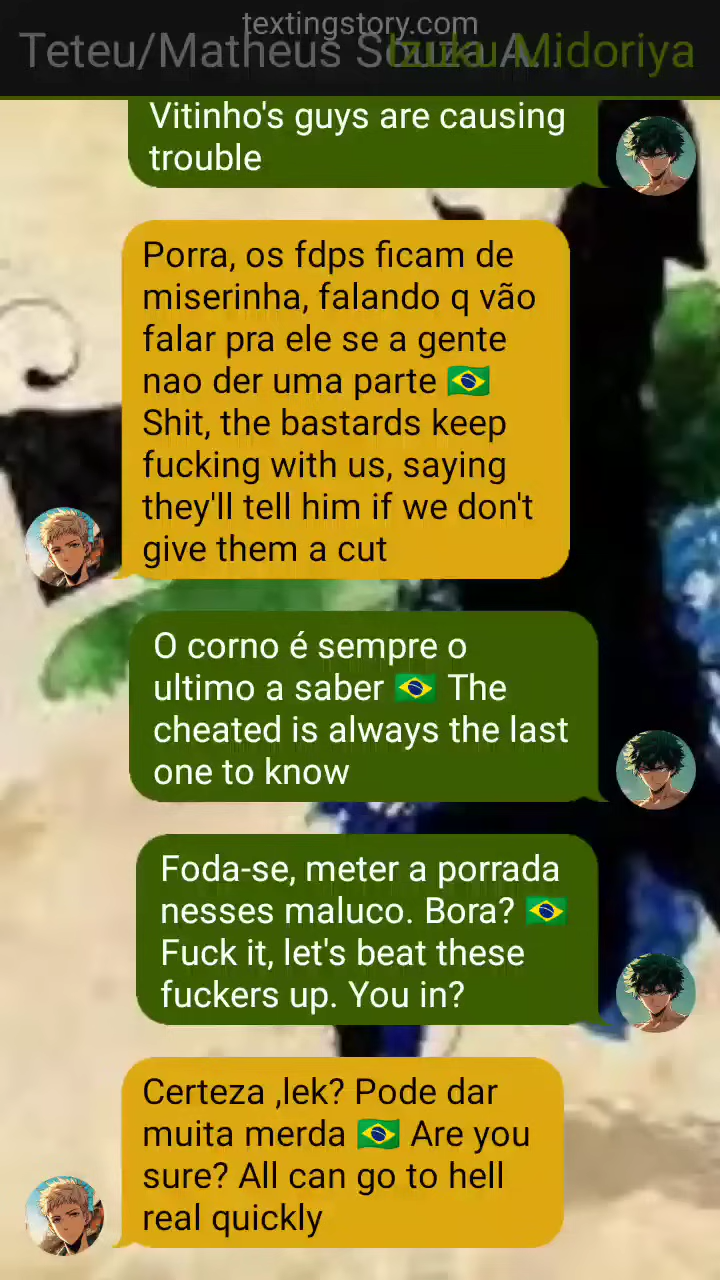 textingstory.com
Teteu/Matheus Souza A... Izuku Midoriya
Vitinho's guys are causing
trouble
Porra, os fdps ficam de
miserinha, falando q vão
falar pra ele se a gente
nao der uma parte 🇧🇷
Shit, the bastards keep
fucking with us, saying
they'll tell him if we don't
give them a cut
O corno é sempre o
ultimo a saber 🇧🇷 The
cheated is always the last
one to know
Foda-se, meter a porrada
nesses maluco. Bora? 🇧🇷
Fuck it, let's beat these
fuckers up. You in?
Certeza ,lek? Pode dar
muita merda 🇧🇷 Are you
sure? All can go to hell
real quickly